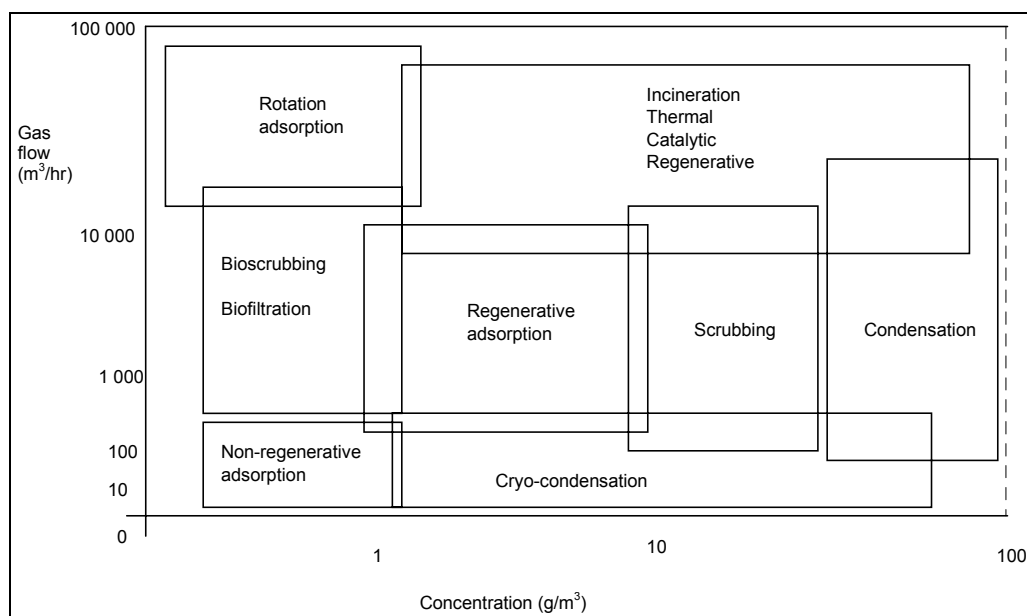 100 000
Gas
flow
(m³/hr)
10 000
1 000
100
10
0
Rotation
adsorption
Incineration
Thermal
Catalytic
Regenerative
Bioscrubbing
Biofiltration
Regenerative
adsorption
Scrubbing
Condensation
Non-regenerative
adsorption
Cryo-condensation
1
10
100
Concentration (g/m³)